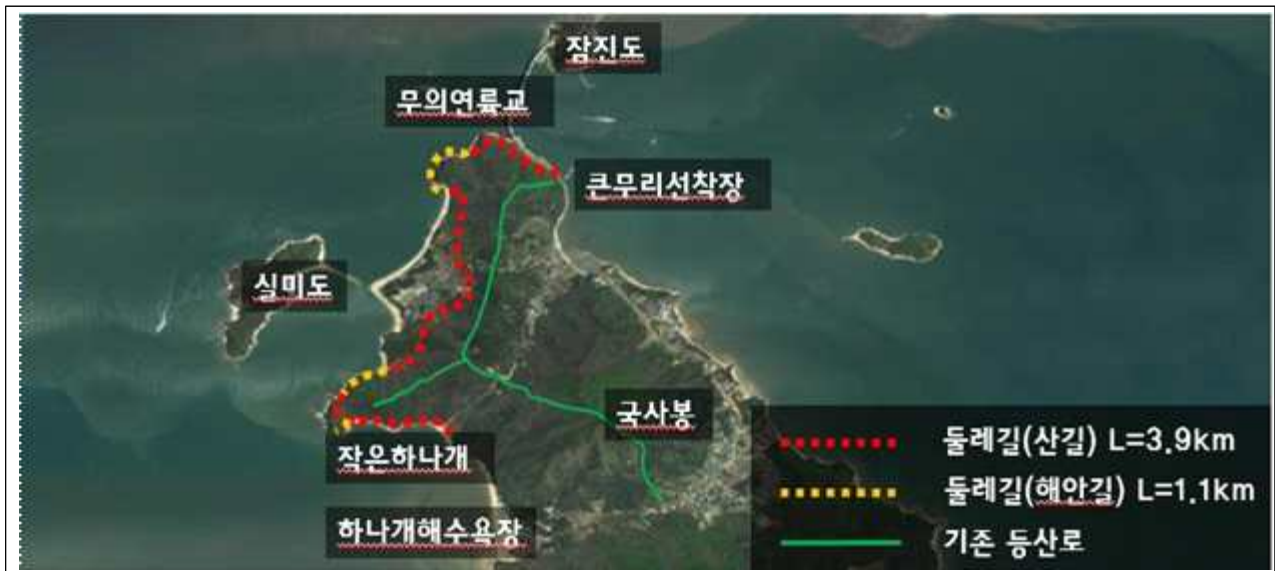 잠진도
무의연륙교
큰무리선착장
실미도
국사봉
작은하나개
하나개해수욕장
둘레길(산길) L=3.9km
둘레길(해안길) L=1.1km
기존 등산로